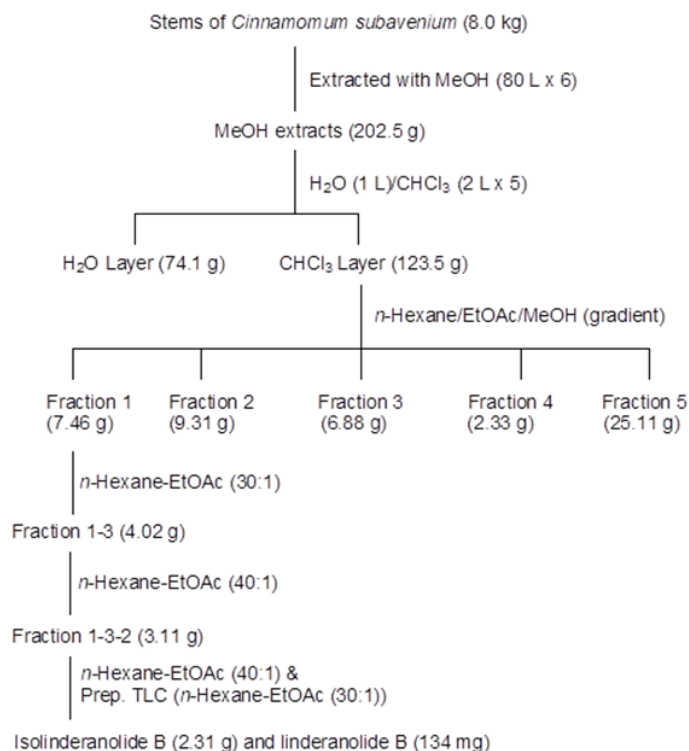 Stems of Cinnamomum subavenium (8.0 kg)
Extracted with MeOH (80 L x 6)
MeOH extracts (202.5 g)
H₂O (1 L)/CHCl₃ (2 L x 5)
H₂O Layer (74.1 g)
CHCl₃ Layer (123.5 g)
n-Hexane/EtOAc/MeOH (gradient)
Fraction 1
(7.46 g)
Fraction 2
(9.31 g)
Fraction 3
(6.88 g)
Fraction 4
(2.33 g)
Fraction 5
(25.11 g)
n-Hexane-EtOAc (30:1)
Fraction 1-3 (4.02 g)
n-Hexane-EtOAc (40:1)
Fraction 1-3-2 (3.11 g)
n-Hexane-EtOAc (40:1) &
Prep. TLC (n-Hexane-EtOAc (30:1))
Isolinderanolide B (2.31 g) and linderanolide B (134 mg)